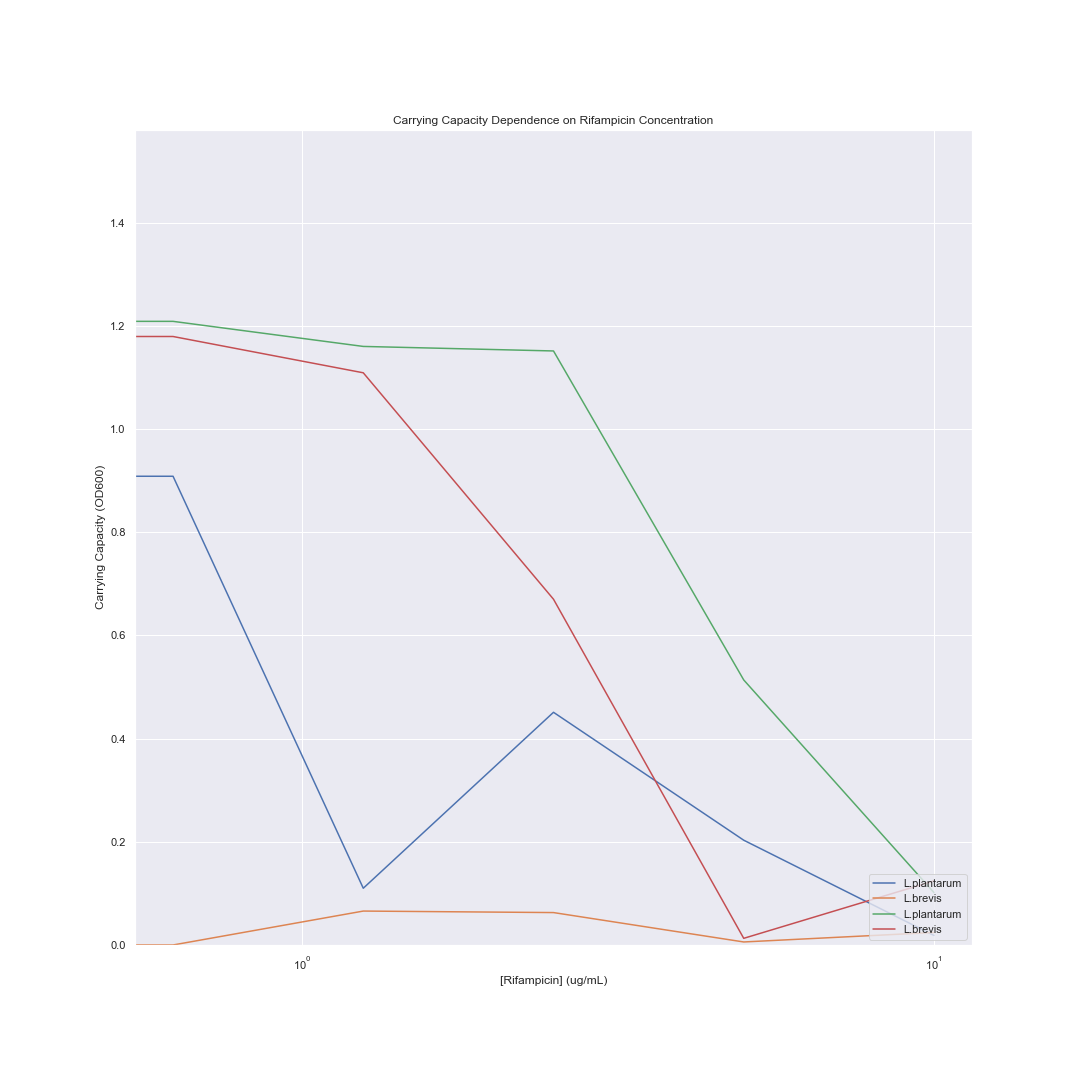 Carrying Capacity Dependence on Rifampicin Concentration
1.4
1.2
1.0
0.8
0.6
0.4
0.2
0.0
Carrying Capacity (OD600)
10⁰
10¹
[Rifampicin] (ug/mL)
L.plantarum
L.brevis
L.plantarum
L.brevis